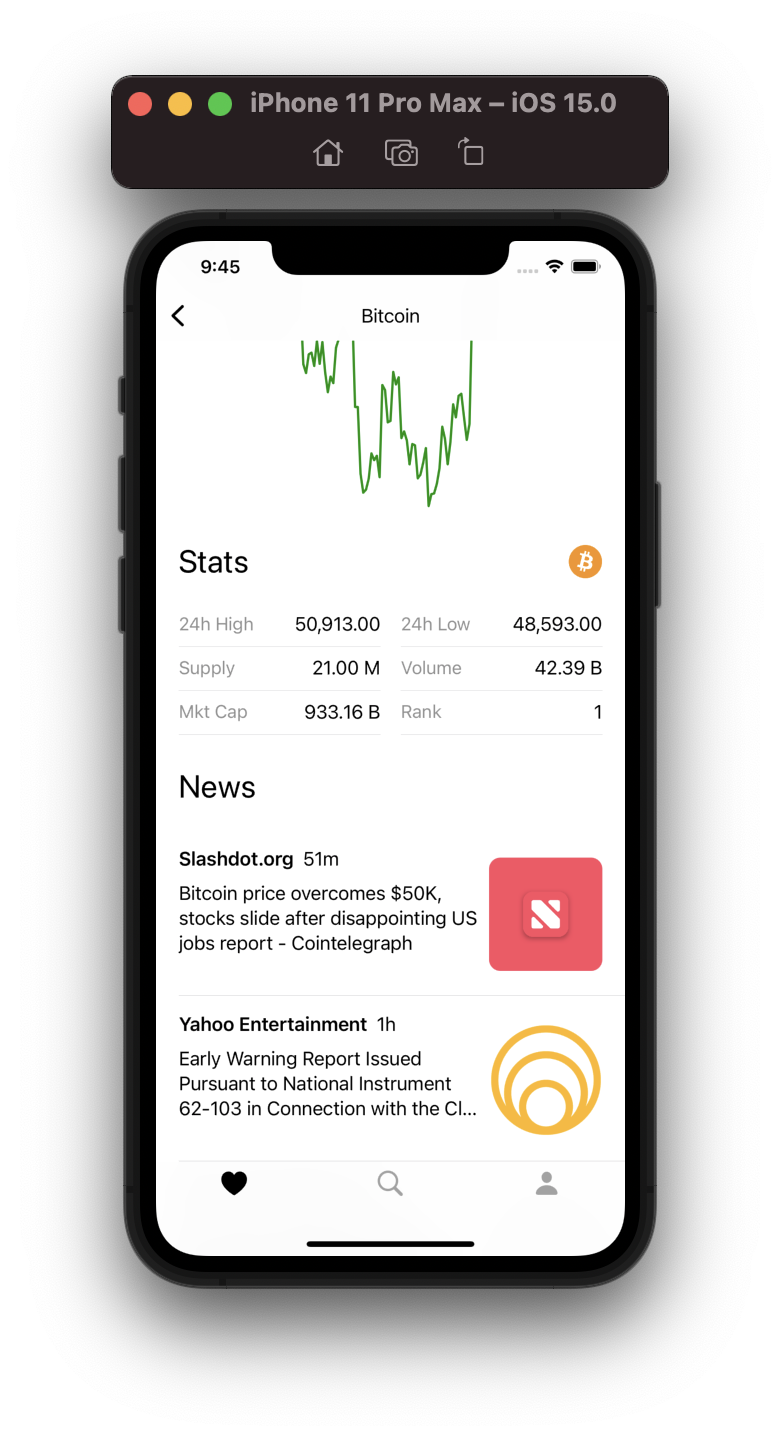 iPhone 11 Pro Max – iOS 15.0
9:45
Bitcoin
Stats
24h High 50,913.00 24h Low 48,593.00
Supply 21.00 M Volume 42.39 B
Mkt Cap 933.16 B Rank 1
News
Slashdot.org 51m
Bitcoin price overcomes $50K,
stocks slide after disappointing US
jobs report - Cointelegraph
Yahoo Entertainment 1h
Early Warning Report Issued
Pursuant to National Instrument
62-103 in Connection with the Cl...